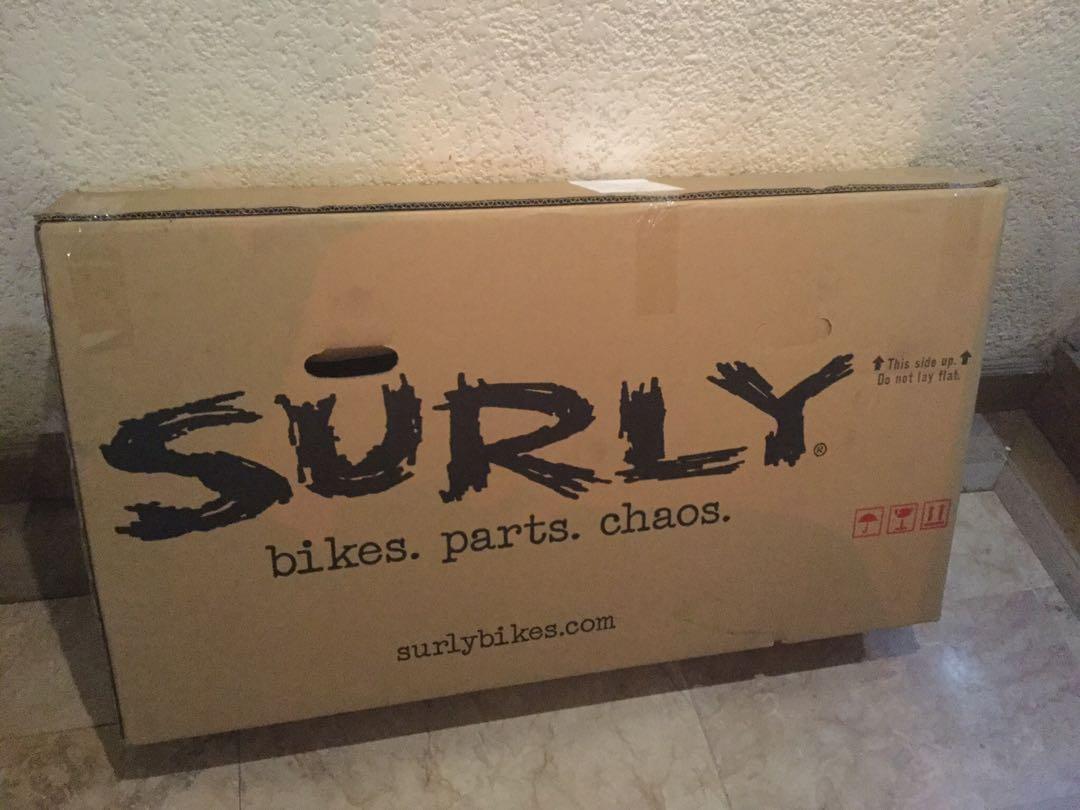 SURLY®
This side up.
Do not lay flat.
bikes. parts. chaos.
surlybikes.com